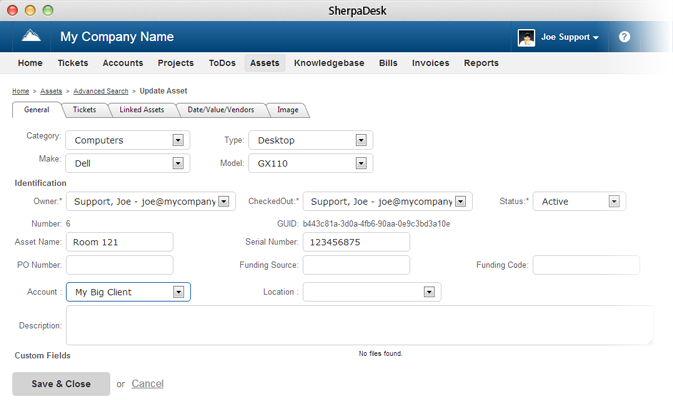 SherpaDesk
My Company Name Joe Support ?
Home Tickets Accounts Projects ToDos Assets Knowledgebase Bills Invoices Reports
Home > Assets > Advanced Search > Update Asset
General Tickets Linked Assets Date/Value/Vendors Image
Category: Computers Type: Desktop
Make: Dell Model: GX110
Identification
Owner:* Support, Joe - joe@mycompany CheckedOut:* Support, Joe - joe@mycompany Status:* Active
Number: 6 GUID: b443c81a-3d0a-4fb6-90aa-0e9c3bd3a10e
Asset Name: Room 121 Serial Number: 123456875
PO Number: Funding Source: Funding Code:
Account : My Big Client Location :
Description:
Custom Fields No files found.
Save & Close or Cancel